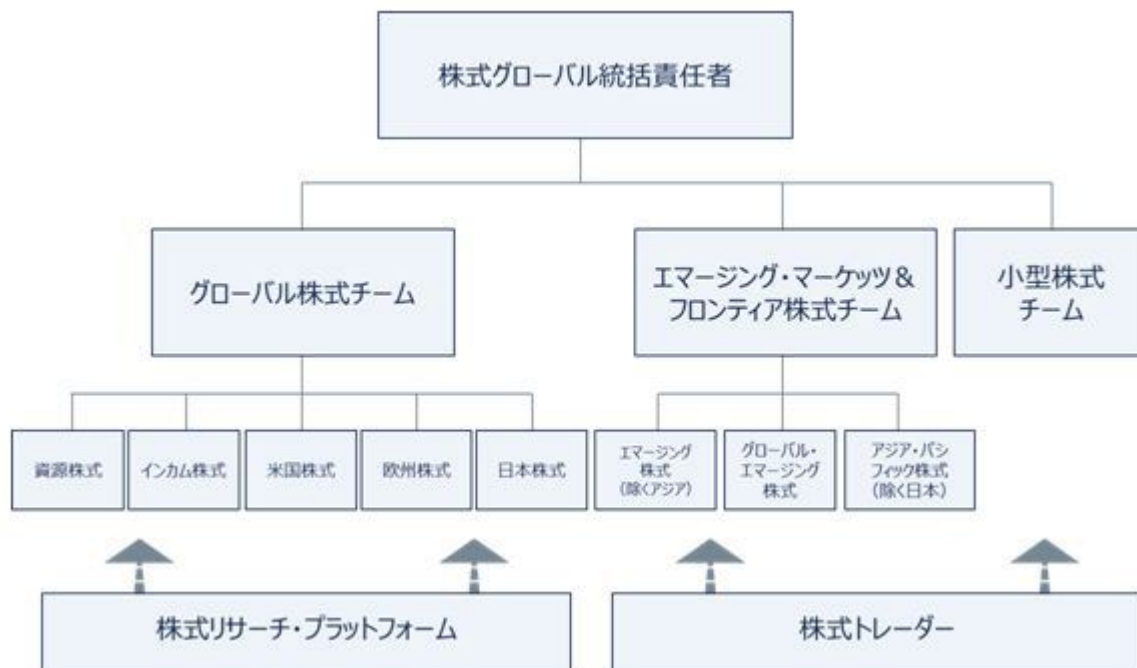 株式グローバル統括責任者
グローバル株式チーム
エマージング・マーケッツ&
フロンティア株式チーム
小型株式
チーム
資源株式
インカム株式
米国株式
欧州株式
日本株式
エマージング
株式
(除くアジア)
グローバル・
エマージング
株式
アジア・パシ
フィック株式
(除く日本)
株式リサーチ・プラットフォーム
株式トレーダー